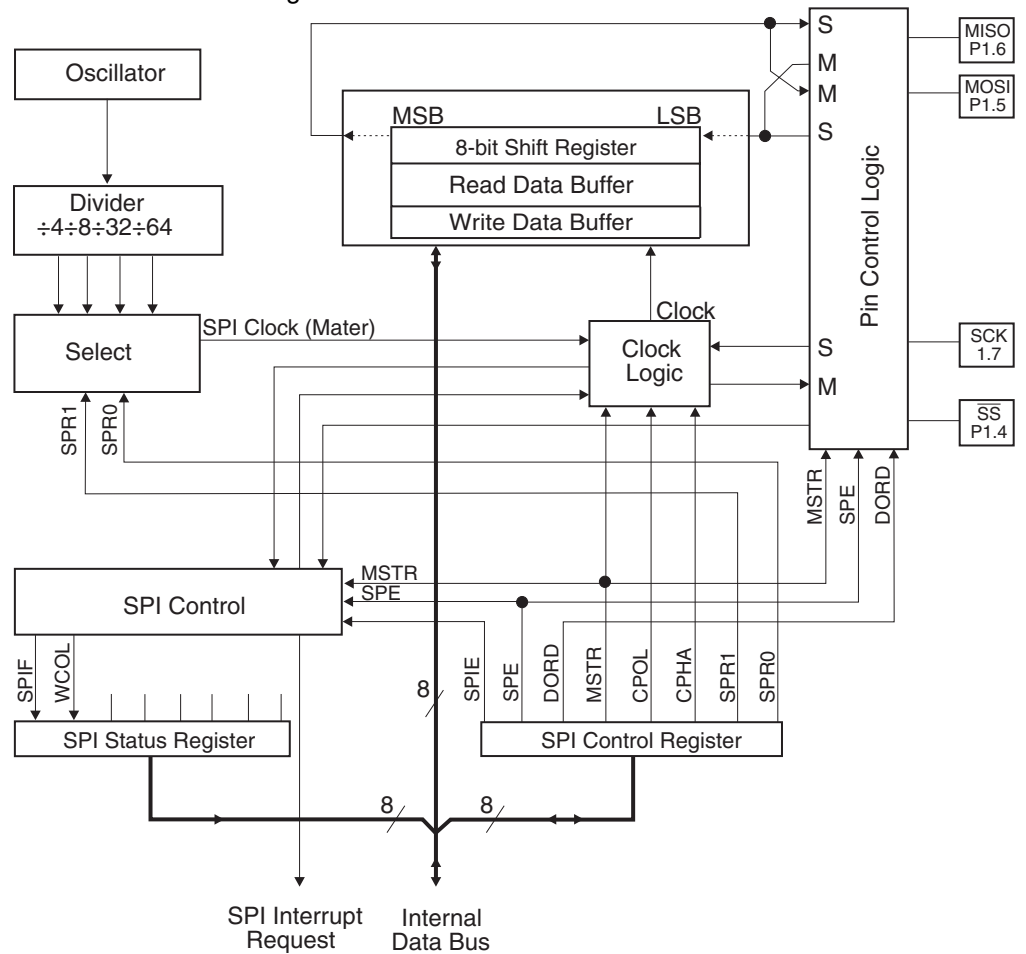 Oscillator
Divider
÷4÷8÷32÷64
Select
SPI Clock (Mater)
SPR1
SPR0
MSB
LSB
8-bit Shift Register
Read Data Buffer
Write Data Buffer
Clock
Clock
Logic
S
M
M
S
S
M
Pin Control Logic
MISO
P1.6
MOSI
P1.5
SCK
1.7
SS
P1.4
MSTR
SPE
DORD
SPI Control
MSTR
SPE
SPIF
WCOL
SPI Status Register
SPIE
SPE
DORD
MSTR
CPOL
CPHA
SPR1
SPR0
SPI Control Register
8
8
8
SPI Interrupt
Request
Internal
Data Bus